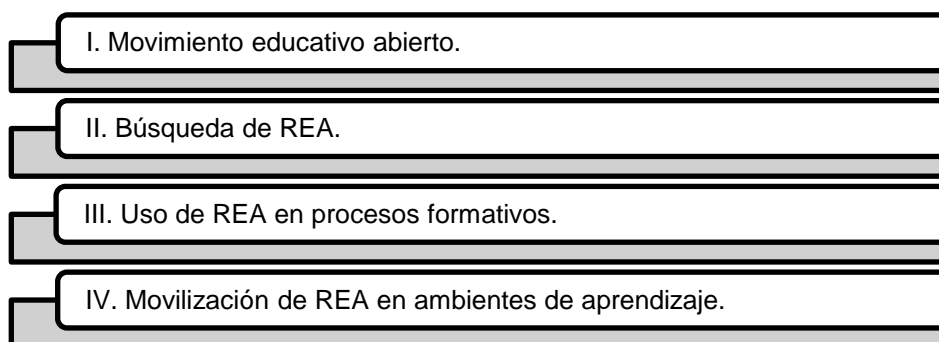 I. Movimiento educativo abierto.
II. Búsqueda de REA.
III. Uso de REA en procesos formativos.
IV. Movilización de REA en ambientes de aprendizaje.